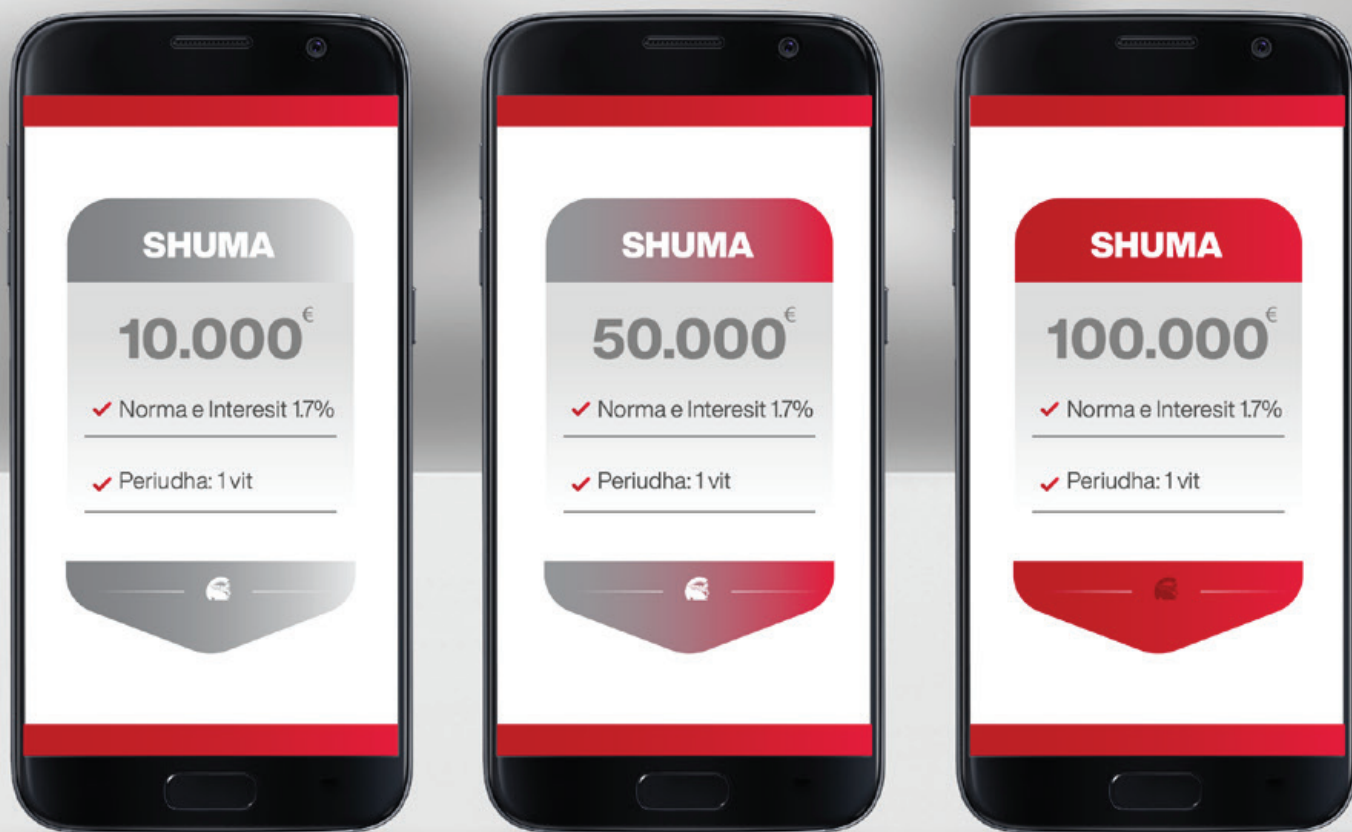 SHUMA
10.000€
Norma e Interesit 1.7%
Periudha: 1 vit
SHUMA
50.000€
Norma e Interesit 1.7%
Periudha: 1 vit
SHUMA
100.000€
Norma e Interesit 1.7%
Periudha: 1 vit